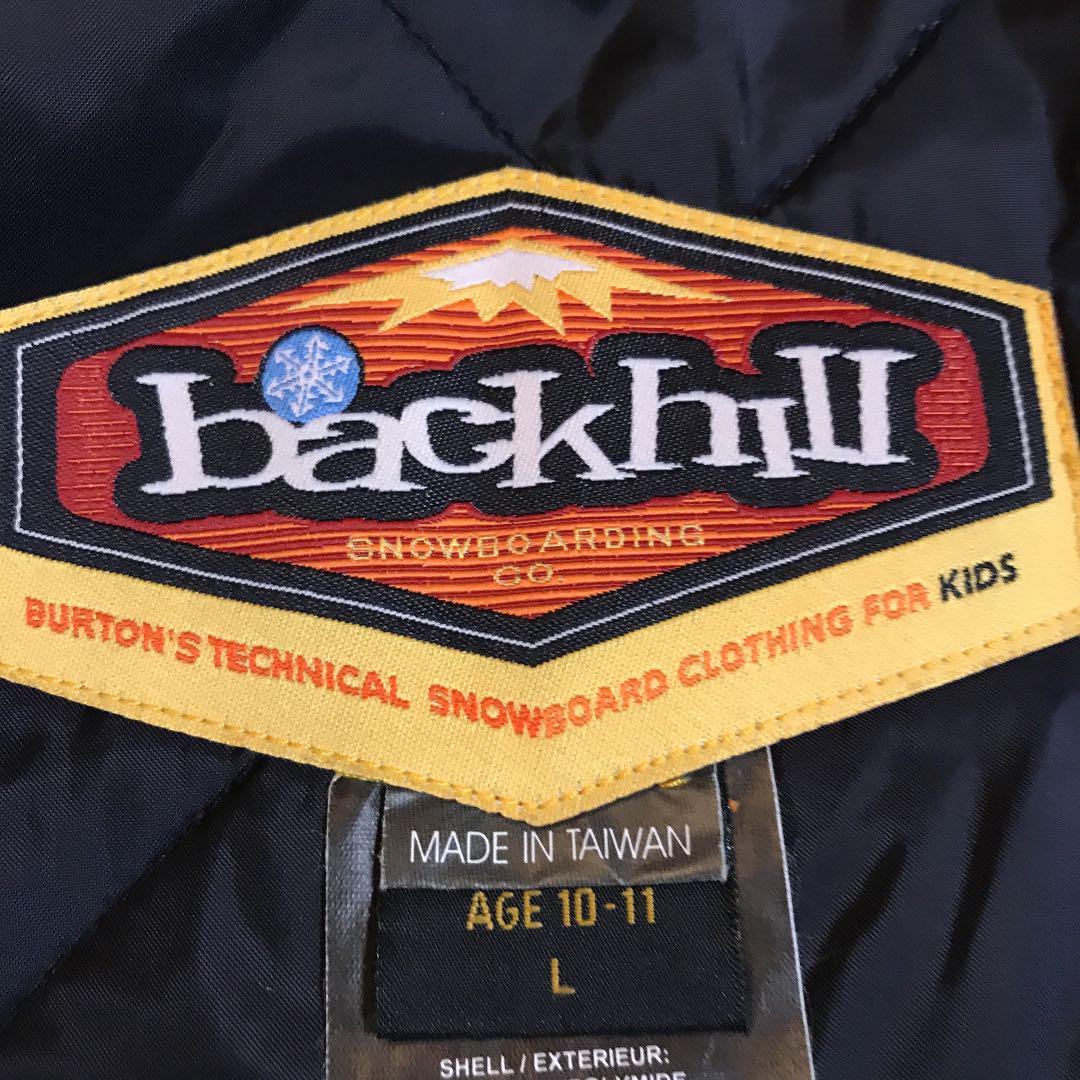 backhill
SNOWBOARDING
CO.
BURTON'S TECHNICAL SNOWBOARD CLOTHING FOR KIDS
MADE IN TAIWAN
AGE 10-11
L
SHELL / EXTERIEUR: